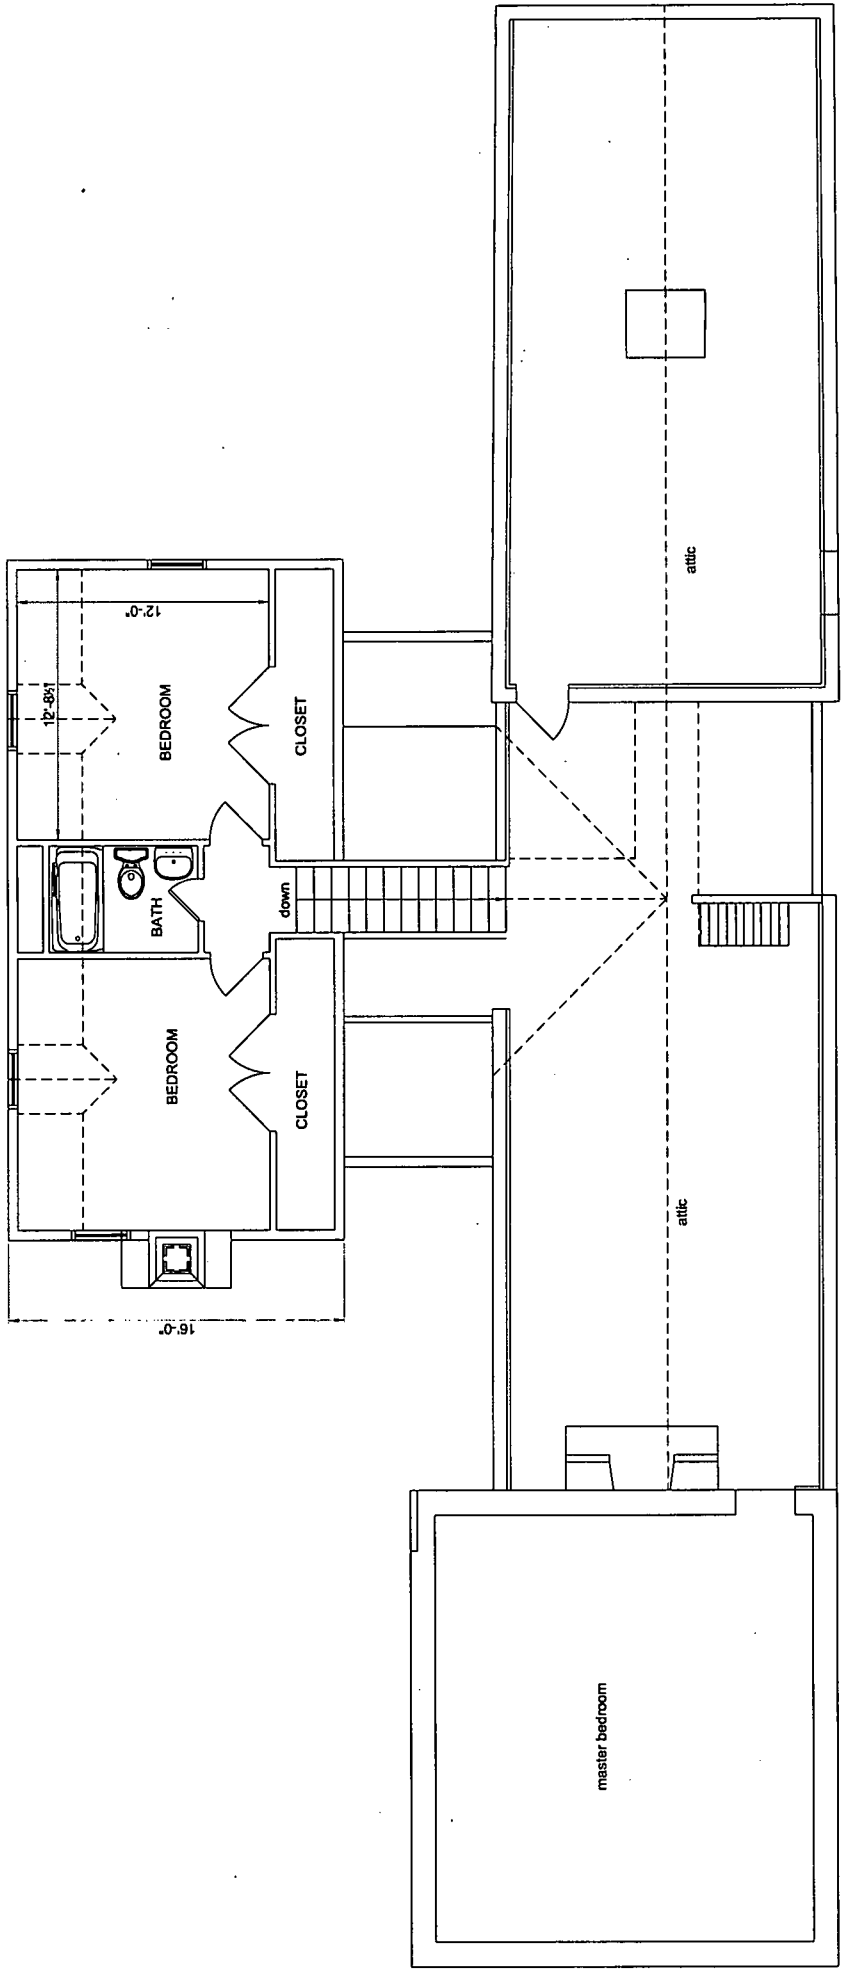 12'-0"
12'-8½"
BEDROOM
CLOSET
BATH
down
BEDROOM
CLOSET
16'-0"
attic
attic
master bedroom